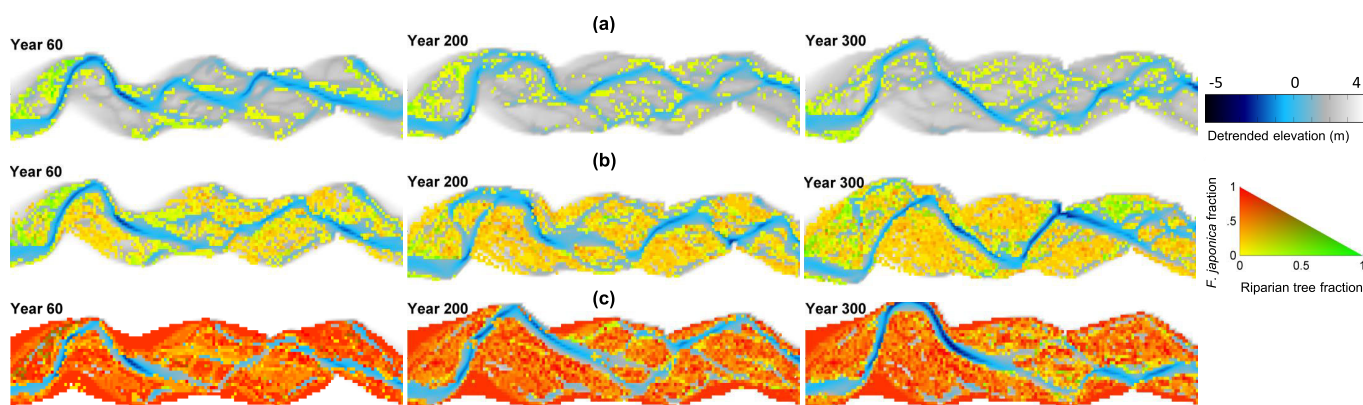 (a)
Year 60
Year 200
Year 300
-5 0 4
Detrended elevation (m)
(b)
Year 60
Year 200
Year 300
F. japonica fraction
1
.5
0
0 0.5 1
Riparian tree fraction
(c)
Year 60
Year 200
Year 300